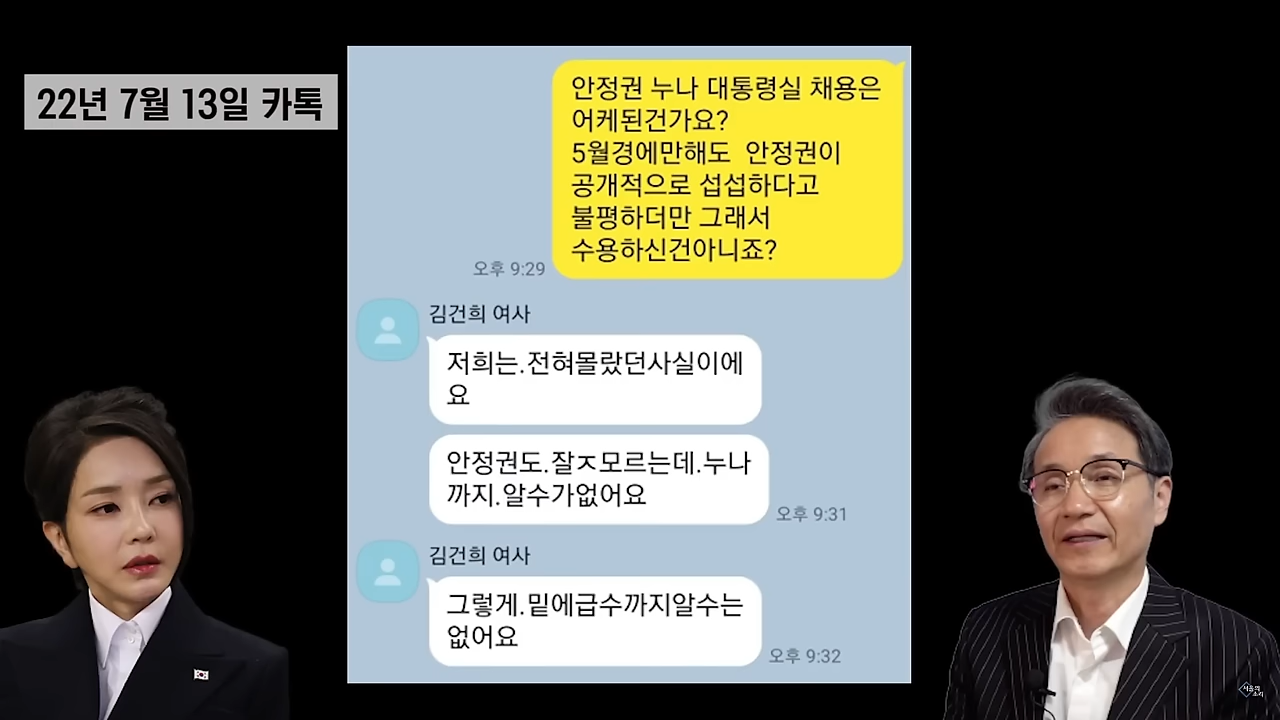 22년 7월 13일 카톡
안정권 누나 대통령실 채용은
어케된건가요?
5월경에만해도 안정권이
공개적으로 섭섭하다고
불평하더만 그래서
수용하신건아니죠?
오후 9:29
김건희 여사
저희는.전혀몰랐던사실이에
요
안정권도.잘ㅈ모르는데.누나
까지.알수가없어요
오후 9:31
김건희 여사
그렇게.밑에급수까지알수는
없어요
오후 9:32
서울의
소리